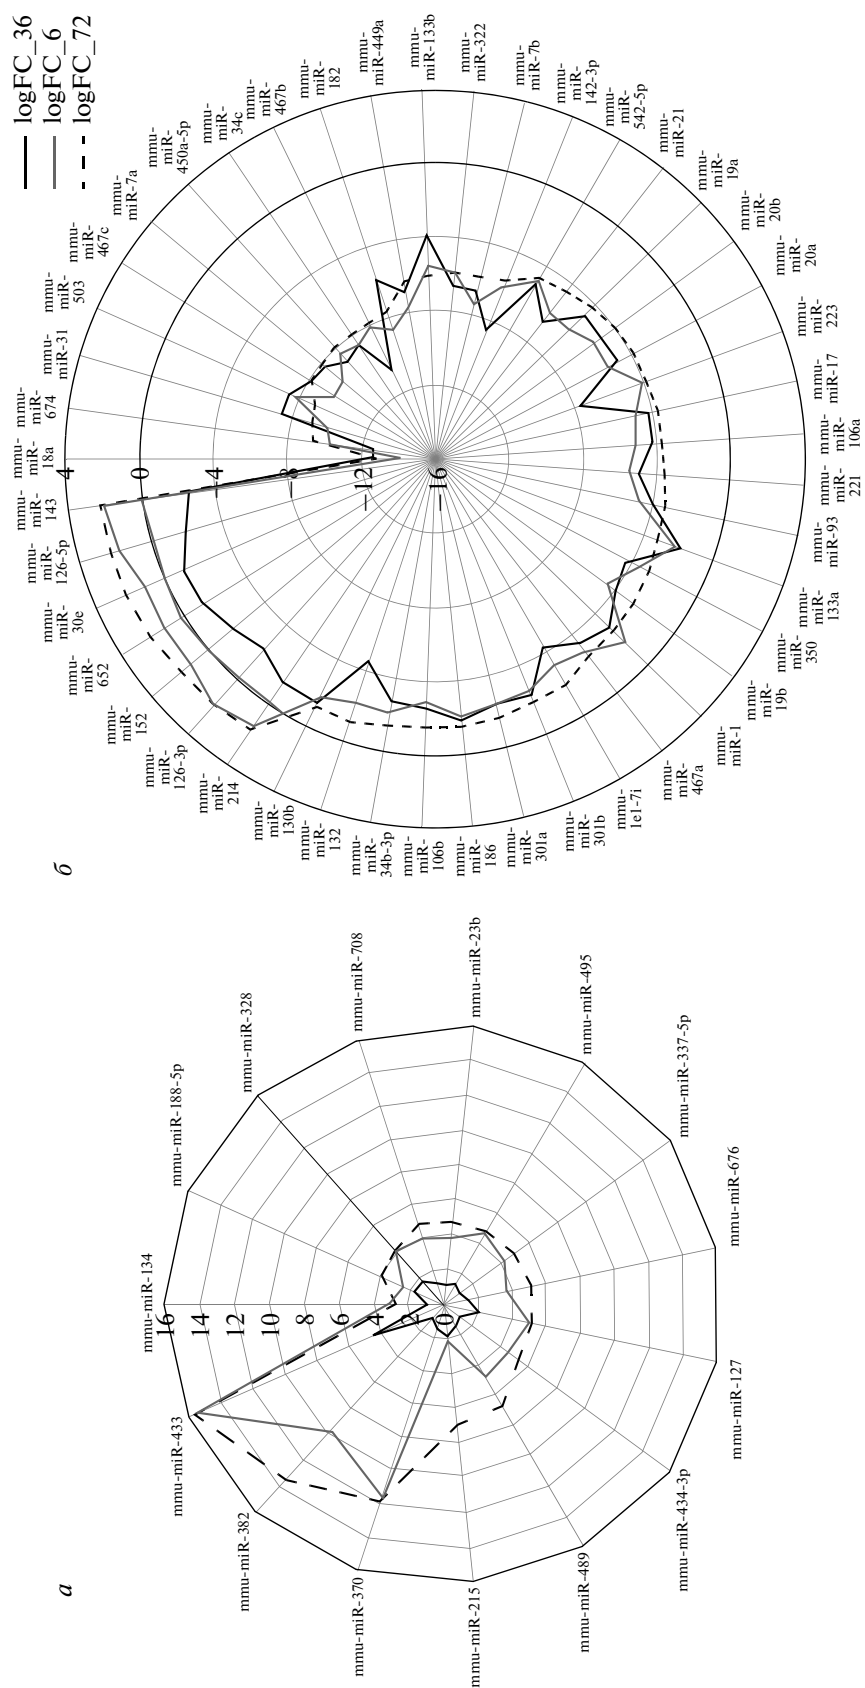 а
mmu-miR-134
mmu-miR-188-5p
mmu-miR-328
mmu-miR-708
mmu-miR-23b
mmu-miR-495
mmu-miR-337-5p
mmu-miR-676
mmu-miR-127
mmu-miR-434-3p
mmu-miR-489
mmu-miR-215
mmu-miR-370
mmu-miR-382
mmu-miR-433
16
14
12
10
8
6
4
2
0
б
logFC_36
logFC_6
logFC_72
mmu-
miR-
18a
mmu-
miR-
674
mmu-
miR-31
mmu-
miR-
503
mmu-
miR-
467c
mmu-
miR-7a
mmu-
miR-
450a-5p
mmu-
miR-
34c
mmu-
miR-
467b
mmu-
miR-
182
mmu-
miR-449a
mmu-
miR-133b
mmu-
miR-322
mmu-
miR-7b
mmu-
miR-
142-3p
mmu-
miR-
542-5p
mmu-
miR-21
mmu-
miR-
19a
mmu-
miR-
20b
mmu-
miR-
20a
mmu-
miR-
223
mmu-
miR-17
mmu-
miR-
106a
mmu-
miR-
221
mmu-
miR-93
mmu-
miR-
133a
mmu-
miR-
350
mmu-
miR-
19b
mmu-
miR-1
mmu-
miR-
467a
mmu-
1e1-7i
mmu-
miR-
301b
mmu-
miR-
301a
mmu-
miR-
186
mmu-
miR-
106b
mmu-
miR-
34b-3p
mmu-
miR-
132
mmu-
miR-
130b
mmu-
miR-
214
mmu-
miR-
126-3p
mmu-
miR-
152
mmu-
miR-
652
mmu-
miR-
30e
mmu-
miR-
126-5p
mmu-
miR-
143
4
0
−4
−8
−12
−16